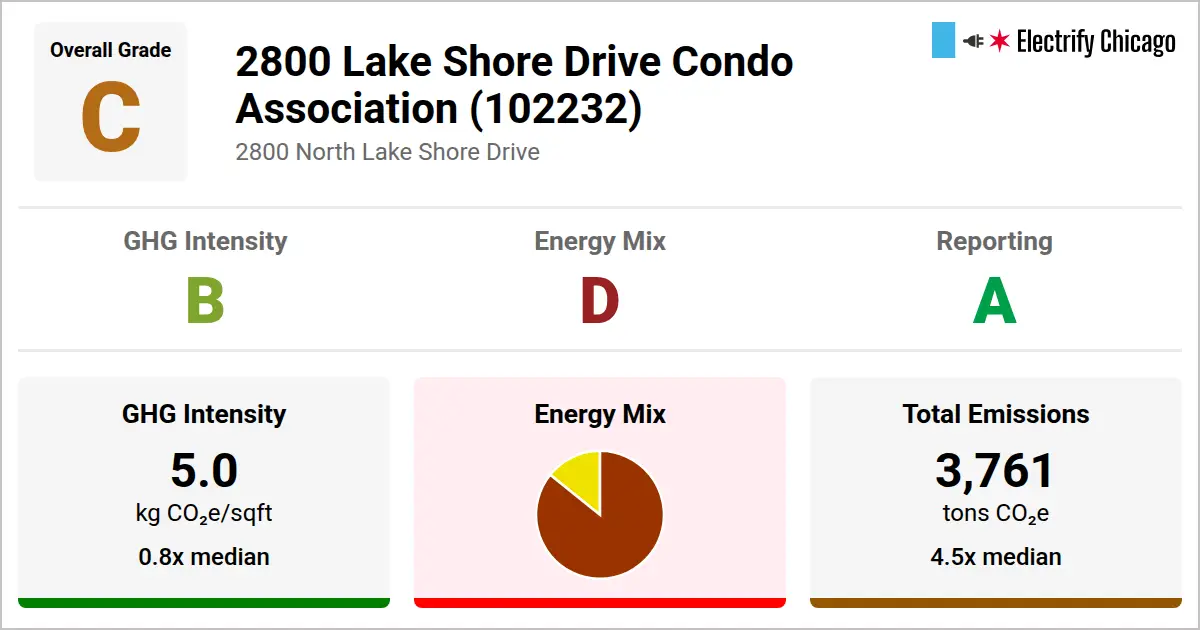 Overall Grade
C
2800 Lake Shore Drive Condo
Association (102232)
2800 North Lake Shore Drive
Electrify Chicago
GHG Intensity
B
Energy Mix
D
Reporting
A
GHG Intensity
5.0
kg CO₂e/sqft
0.8x median
Energy Mix
Total Emissions
3,761
tons CO₂e
4.5x median